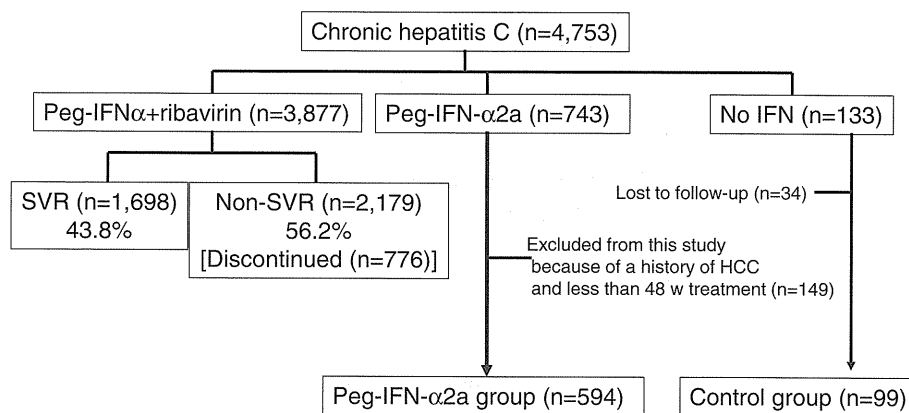 Chronic hepatitis C (n=4,753)
Peg-IFNα+ribavirin (n=3,877)
Peg-IFN-α2a (n=743)
No IFN (n=133)
SVR (n=1,698)
43.8%
Non-SVR (n=2,179)
56.2%
[Discontinued (n=776)]
Lost to follow-up (n=34)
Excluded from this study
because of a history of HCC
and less than 48 w treatment (n=149)
Peg-IFN-α2a group (n=594)
Control group (n=99)